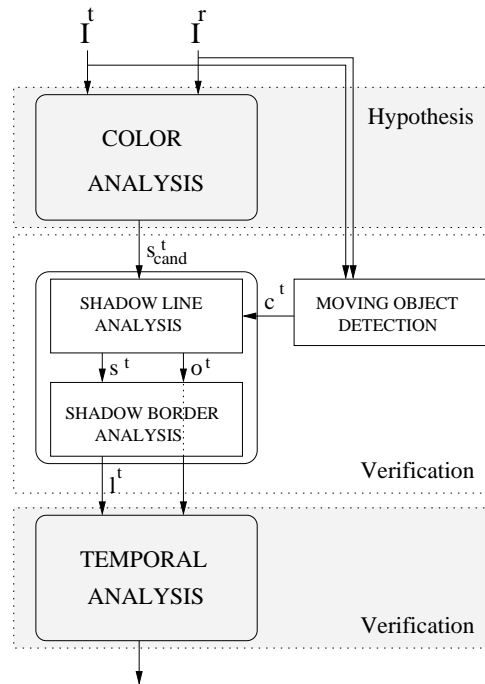 I^t I^r
Hypothesis
COLOR
ANALYSIS
s^t_cand
SHADOW LINE
ANALYSIS
c^t
MOVING OBJECT
DETECTION
s^t o^t
SHADOW BORDER
ANALYSIS
l^t
Verification
TEMPORAL
ANALYSIS
Verification